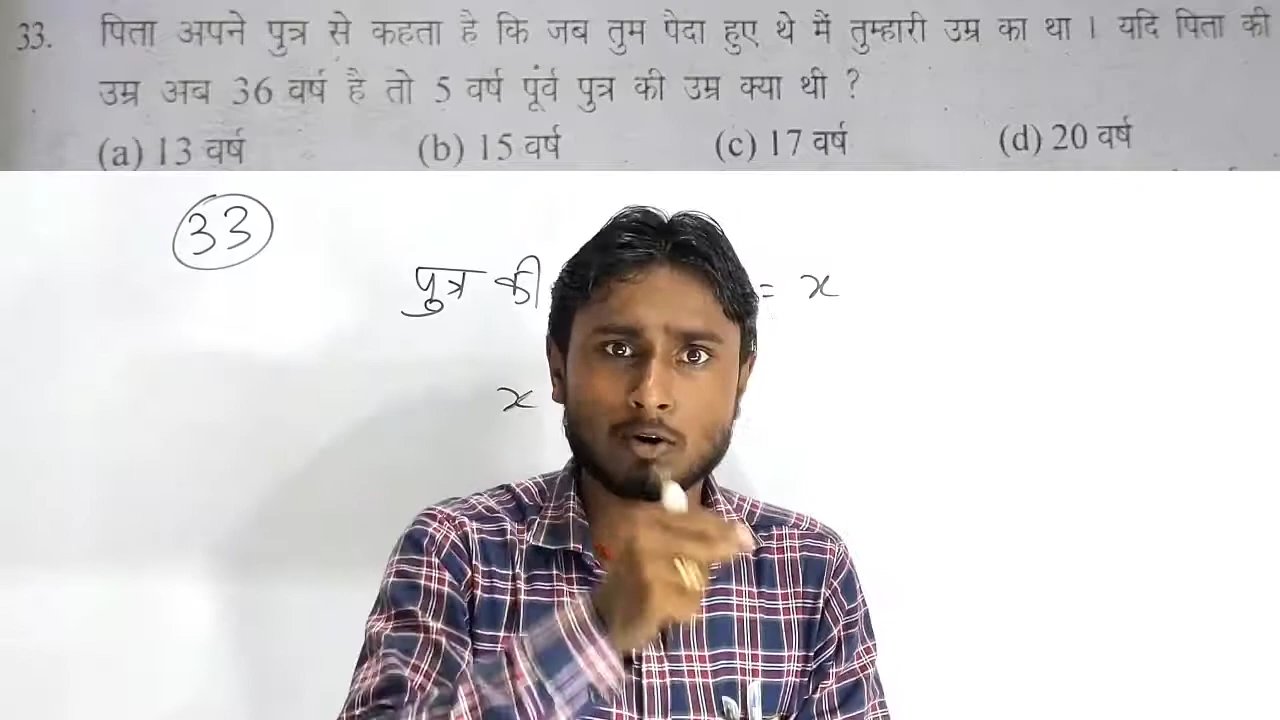 33. पिता अपने पुत्र से कहता है कि जब तुम पैदा हुए थे मैं तुम्हारी उम्र का था । यदि पिता की
उम्र अब 36 वर्ष है तो 5 वर्ष पूंर्व पुत्र की उम्र क्या थी ?
(a) 13 वर्ष (b) 15 वर्ष (c) 17 वर्ष (d) 20 वर्ष
33
पुत्र की = x
x